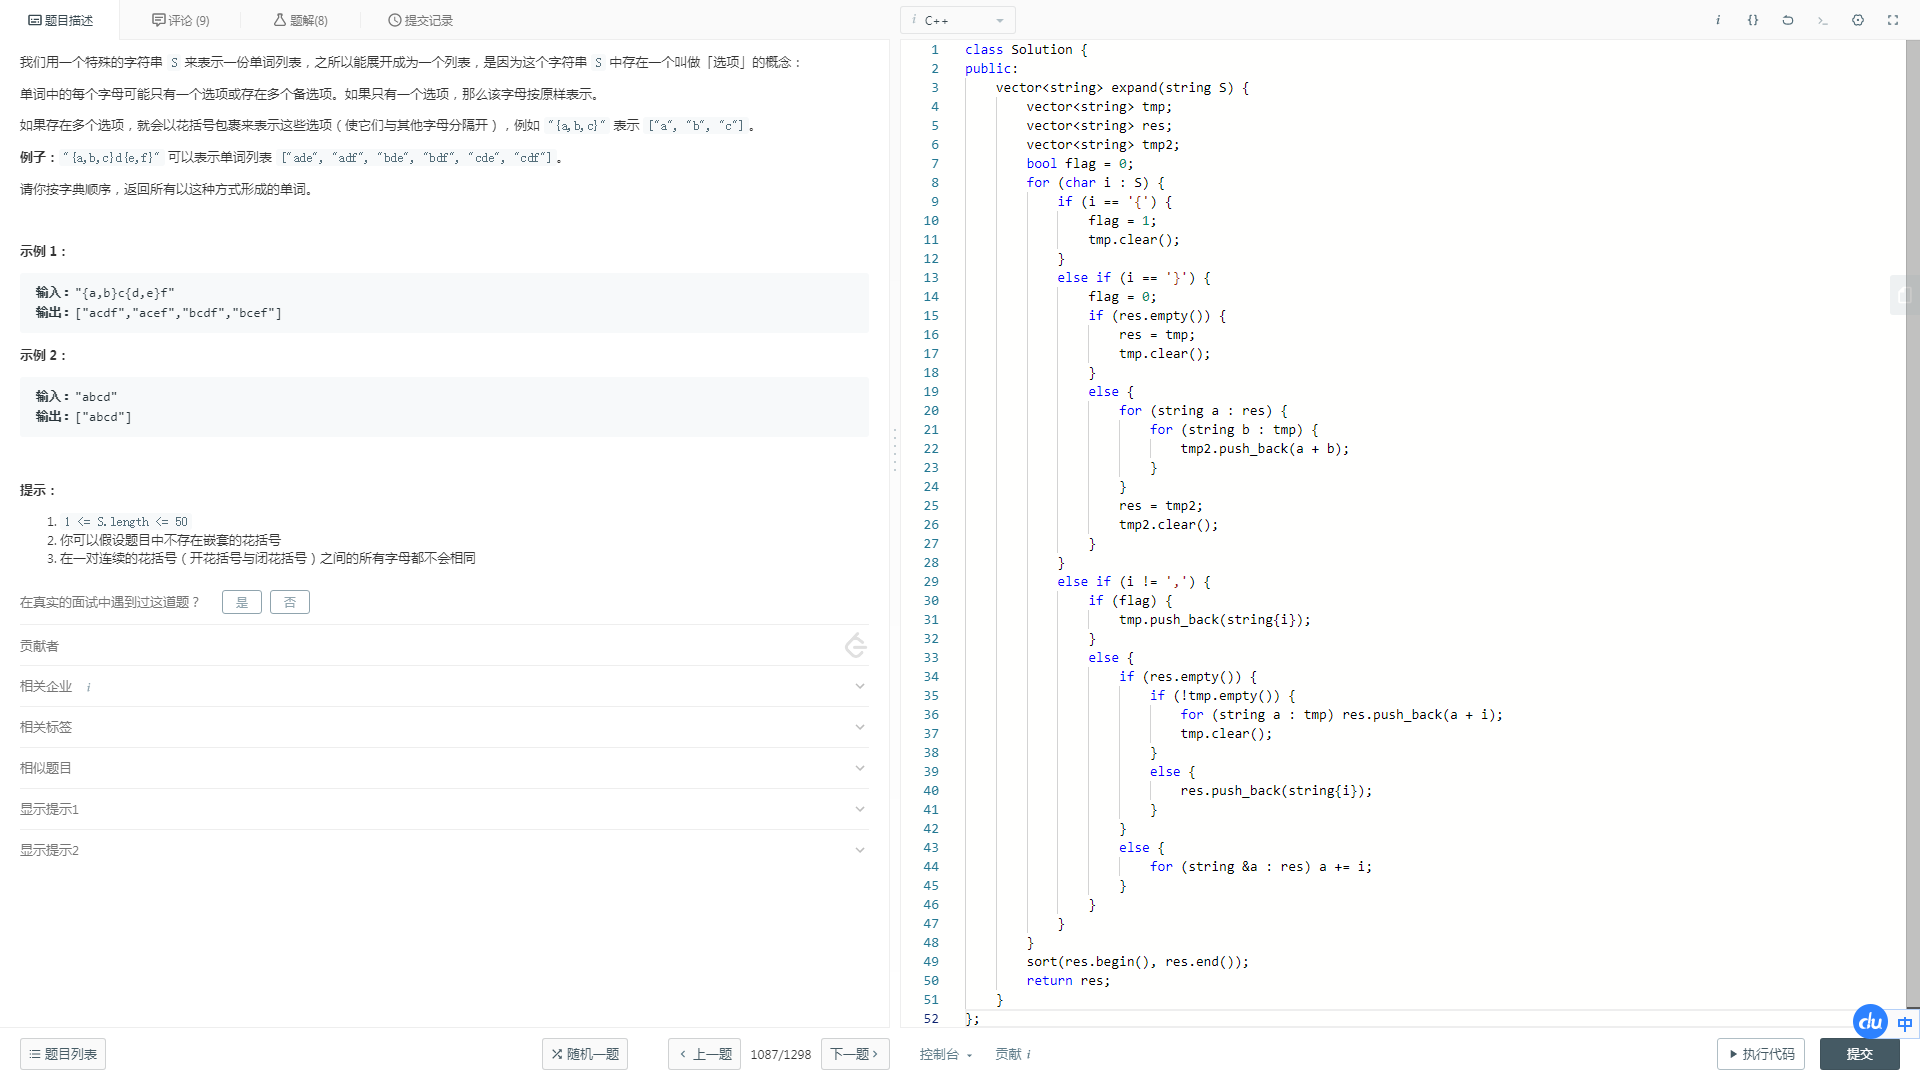 题目描述
评论 (9)
题解(8)
提交记录
我们用一个特殊的字符串 S 来表示一份单词列表，之所以能展开成为一个列表，是因为这个字符串 S 中存在一个叫做「选项」的概念：
单词中的每个字母可能只有一个选项或存在多个备选项。如果只有一个选项，那么该字母按原样表示。
如果存在多个选项，就会以花括号包裹来表示这些选项（使它们与其他字母分隔开），例如 "{a,b,c}" 表示 ["a", "b", "c"]。
例子："{a,b,c}d{e,f}" 可以表示单词列表 ["ade", "adf", "bde", "bdf", "cde", "cdf"]。
请你按字典顺序，返回所有以这种方式形成的单词。
示例 1：
输入："{a,b}c{d,e}f"
输出：["acdf","acef","bcdf","bcef"]
示例 2：
输入："abcd"
输出：["abcd"]
提示：
1. 1 <= S.length <= 50
2. 你可以假设题目中不存在嵌套的花括号
3. 在一对连续的花括号（开花括号与闭花括号）之间的所有字母都不会相同
在真实的面试中遇到过这道题？ 是 否
贡献者
相关企业 i
相关标签
相似题目
显示提示1
显示提示2
题目列表
随机一题
上一题
1087/1298
下一题
i C++
i {}
1 class Solution {
2 public:
3 vector<string> expand(string S) {
4 vector<string> tmp;
5 vector<string> res;
6 vector<string> tmp2;
7 bool flag = 0;
8 for (char i : S) {
9 if (i == '{') {
10 flag = 1;
11 tmp.clear();
12 }
13 else if (i == '}') {
14 flag = 0;
15 if (res.empty()) {
16 res = tmp;
17 tmp.clear();
18 }
19 else {
20 for (string a : res) {
21 for (string b : tmp) {
22 tmp2.push_back(a + b);
23 }
24 }
25 res = tmp2;
26 tmp2.clear();
27 }
28 }
29 else if (i != ',') {
30 if (flag) {
31 tmp.push_back(string{i});
32 }
33 else {
34 if (res.empty()) {
35 if (!tmp.empty()) {
36 for (string a : tmp) res.push_back(a + i);
37 tmp.clear();
38 }
39 else {
40 res.push_back(string{i});
41 }
42 }
43 else {
44 for (string &a : res) a += i;
45 }
46 }
47 }
48 }
49 sort(res.begin(), res.end());
50 return res;
51 }
52 };
du 中
控制台
贡献 i
执行代码
提交